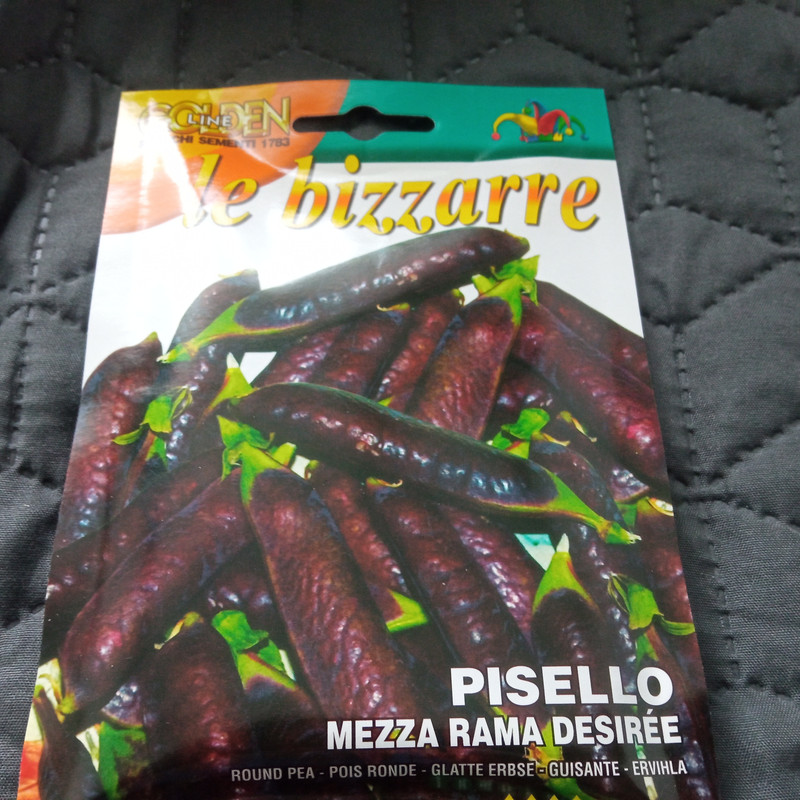 GOLDEN
LINE
SEMENTI 1783
le bizzarre
PISELLO
MEZZA RAMA DESIRÉE
ROUND PEA - POIS RONDE - GLATTE ERBSE - GUISANTE - ERVIHLA